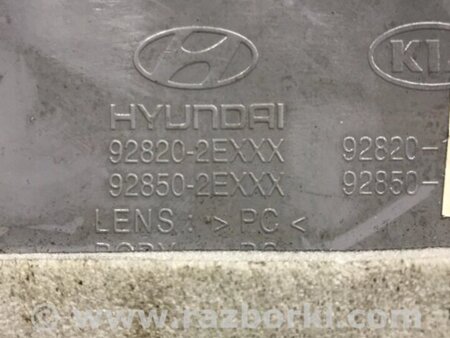 HYUNDAI
92820-2EXXX 92820-
92850-2EXXX 92850-
LENS: > PC <
www.razborki.com